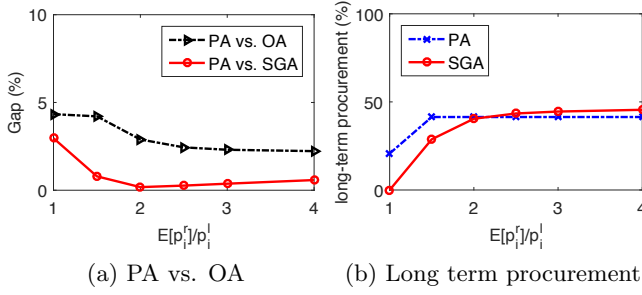 PA vs. OA
PA vs. SGA
Gap (%)
10
5
0
1 2 3 4
E[p_i^r]/p_i^l
(a) PA vs. OA
PA
SGA
long-term procurement (%)
100
50
0
1 2 3 4
E[p_i^r]/p_i^l
(b) Long term procurement